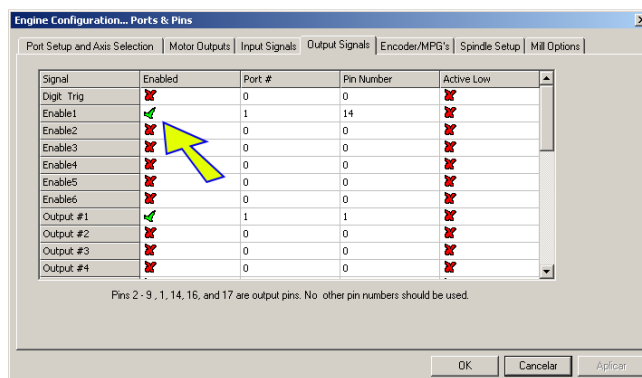 Engine Configuration... Ports & Pins
Port Setup and Axis Selection Motor Outputs Input Signals Output Signals Encoder/MPG's Spindle Setup Mill Options
Signal Enabled Port # Pin Number Active Low
Digit Trig 0 0
Enable1 1 14
Enable2 0 0
Enable3 0 0
Enable4 0 0
Enable5 0 0
Enable6 0 0
Output #1 1 1
Output #2 0 0
Output #3 0 0
Output #4 0 0
Pins 2 - 9 , 1, 14, 16, and 17 are output pins. No other pin numbers should be used.
OK Cancelar Aplicar